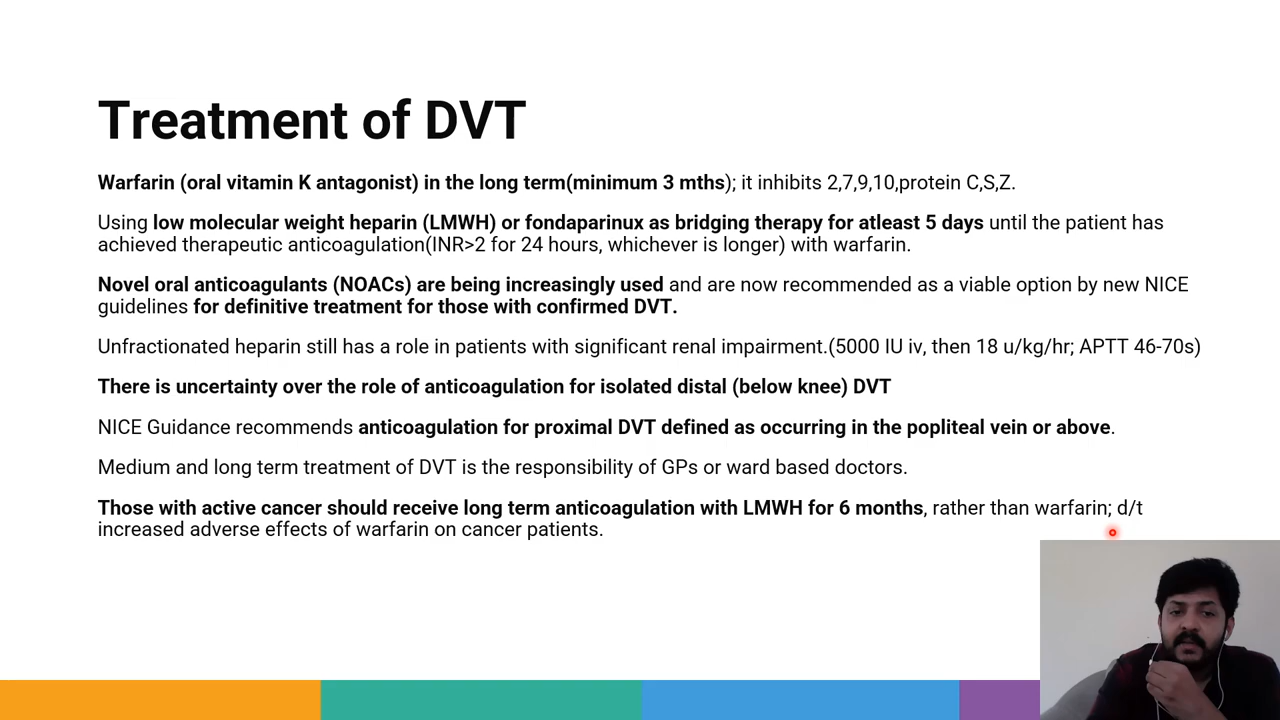 Treatment of DVT
Warfarin (oral vitamin K antagonist) in the long term(minimum 3 mths); it inhibits 2,7,9,10,protein C,S,Z.
Using low molecular weight heparin (LMWH) or fondaparinux as bridging therapy for atleast 5 days until the patient has
achieved therapeutic anticoagulation(INR>2 for 24 hours, whichever is longer) with warfarin.
Novel oral anticoagulants (NOACs) are being increasingly used and are now recommended as a viable option by new NICE
guidelines for definitive treatment for those with confirmed DVT.
Unfractionated heparin still has a role in patients with significant renal impairment.(5000 IU iv, then 18 u/kg/hr; APTT 46-70s)
There is uncertainty over the role of anticoagulation for isolated distal (below knee) DVT
NICE Guidance recommends anticoagulation for proximal DVT defined as occurring in the popliteal vein or above.
Medium and long term treatment of DVT is the responsibility of GPs or ward based doctors.
Those with active cancer should receive long term anticoagulation with LMWH for 6 months, rather than warfarin; d/t
increased adverse effects of warfarin on cancer patients.